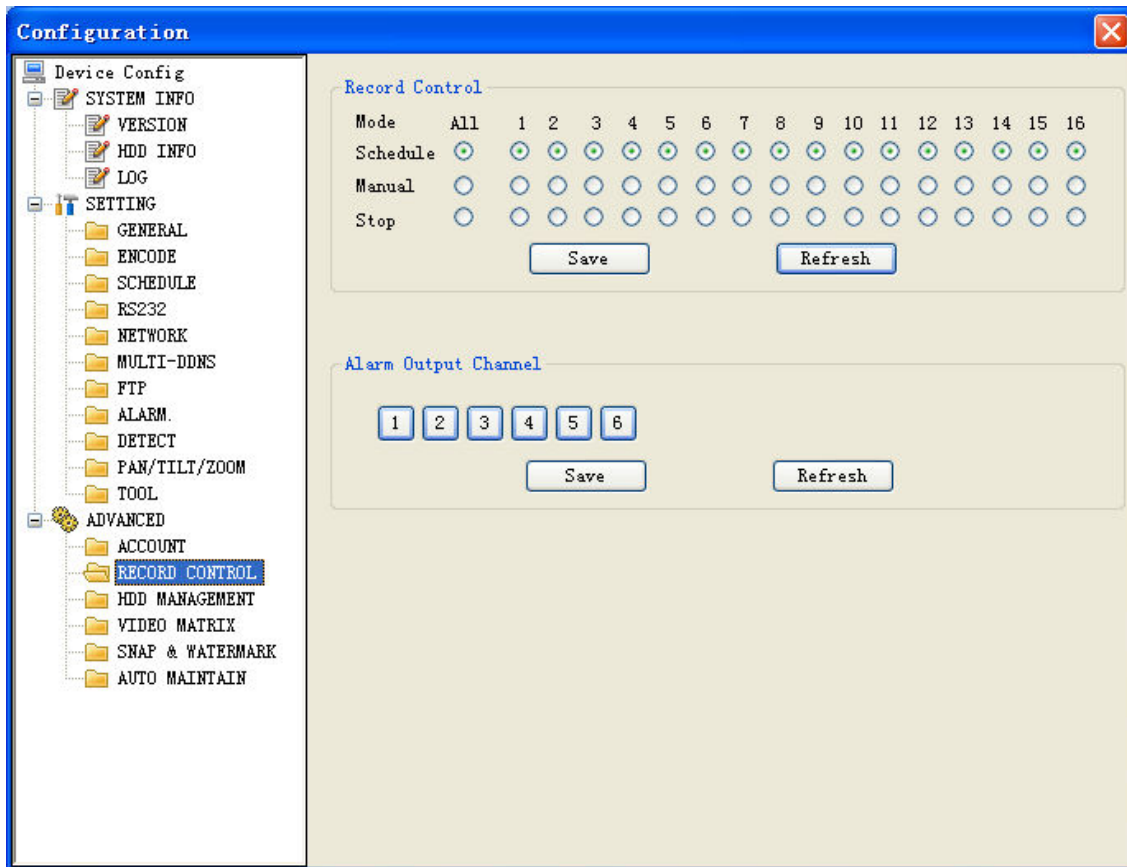 Configuration
Device Config
SYSTEM INFO
VERSION
HDD INFO
LOG
SETTING
GENERAL
ENCODE
SCHEDULE
RS232
NETWORK
MULTI-DDNS
FTP
ALARM.
DETECT
PAN/TILT/ZOOM
TOOL
ADVANCED
ACCOUNT
RECORD CONTROL
HDD MANAGEMENT
VIDEO MATRIX
SNAP & WATERMARK
AUTO MAINTAIN
Record Control
Mode All 1 2 3 4 5 6 7 8 9 10 11 12 13 14 15 16
Schedule
Manual
Stop
Save Refresh
Alarm Output Channel
1 2 3 4 5 6
Save Refresh